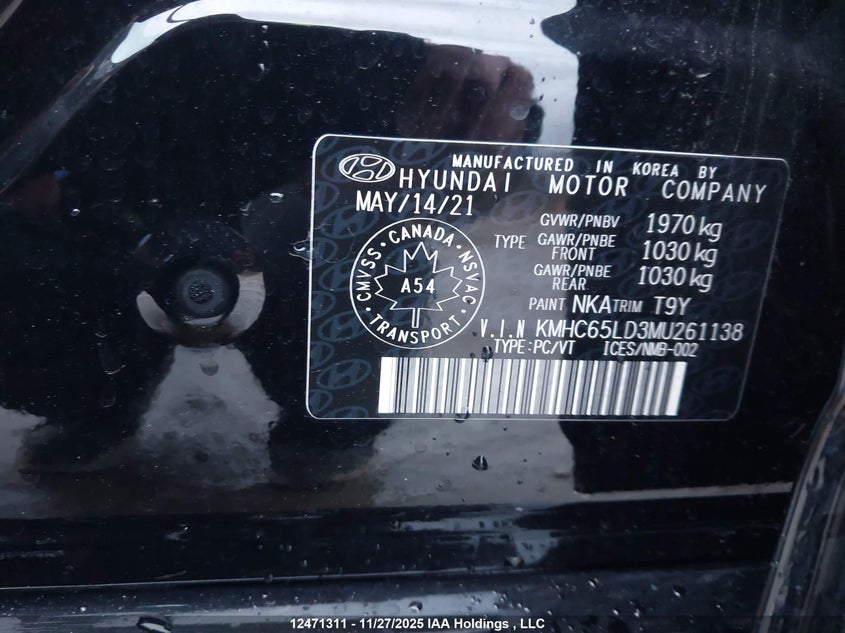 MANUFACTURED IN KOREA BY
HYUNDAI MOTOR COMPANY
MAY/14/21
GVWR/PNBV 1970 kg
TYPE GAWR/PNBE FRONT 1030 kg
GAWR/PNBE REAR 1030 kg
PAINT NKA TRIM T9Y
CANADA
CMVSS NSVAC
A54
TRANSPORT
V.I.N KMHC65LD3MU261138
TYPE:PC/VT ICES/NMB-002
12471311 - 11/27/2025 IAA Holdings , LLC